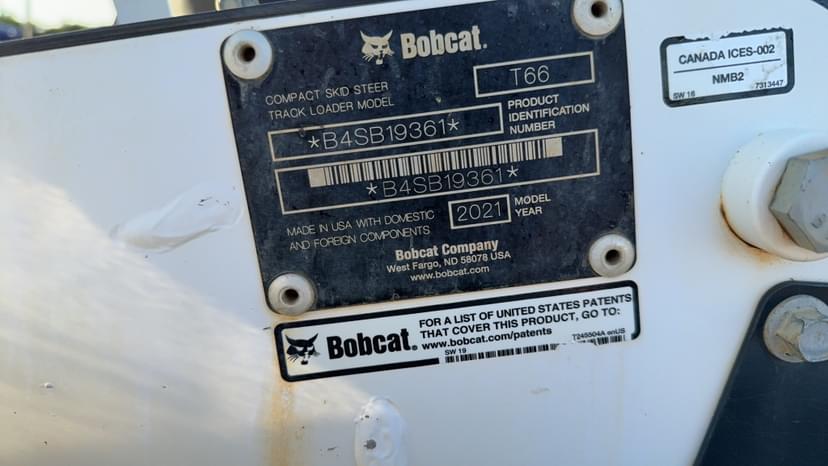 Bobcat.
COMPACT SKID STEER
TRACK LOADER MODEL
T66
*B4SB19361*
PRODUCT
IDENTIFICATION
NUMBER
*B4SB19361*
MADE IN USA WITH DOMESTIC
AND FOREIGN COMPONENTS
2021
MODEL
YEAR
Bobcat Company
West Fargo, ND 58078 USA
www.bobcat.com
Bobcat.
FOR A LIST OF UNITED STATES PATENTS
THAT COVER THIS PRODUCT, GO TO:
www.bobcat.com/patents
7245504A enUS
SW 19
CANADA ICES-002
NMB2
SW 16
7313447